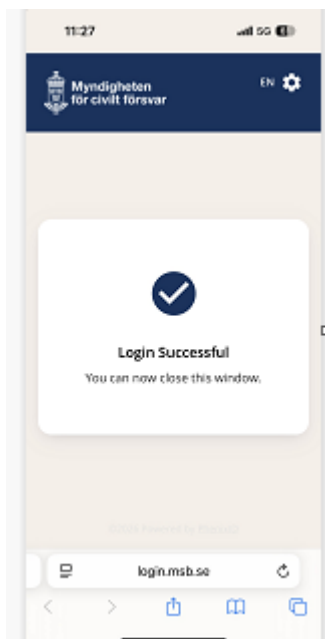 11:27
5G
Myndigheten
för civilt försvar
EN
Login Successful
You can now close this window.
login.msb.se